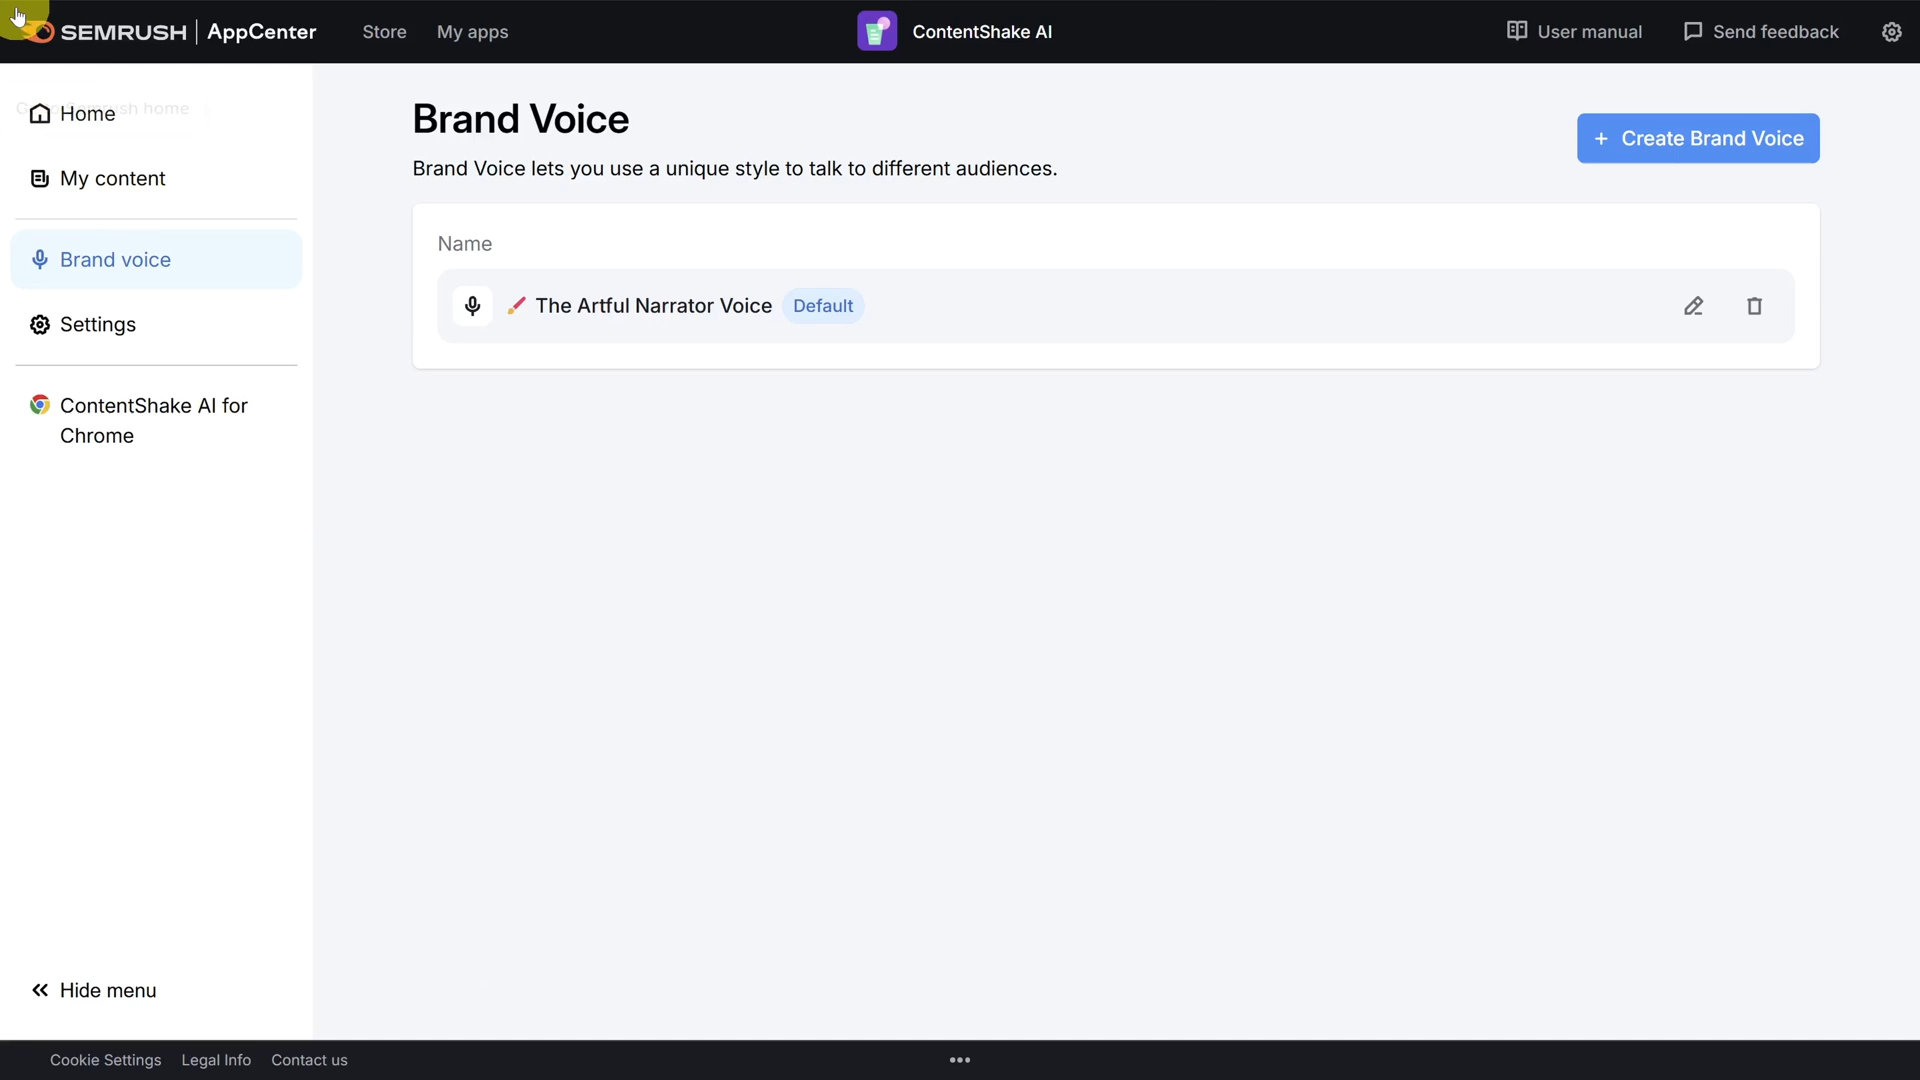 SEMRUSH AppCenter
Store
My apps
ContentShake AI
User manual
Send feedback
Home
My content
Brand voice
Settings
ContentShake AI for
Chrome
Hide menu
Brand Voice
Brand Voice lets you use a unique style to talk to different audiences.
+ Create Brand Voice
Name
The Artful Narrator Voice Default
Cookie Settings
Legal Info
Contact us